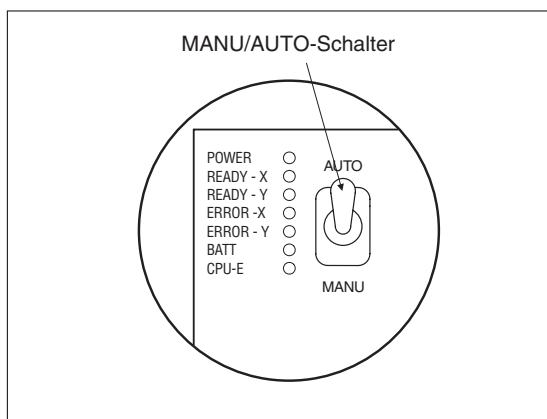 MANU/AUTO-Schalter
POWER
READY - X
READY - Y
ERROR -X
ERROR - Y
BATT
CPU-E
AUTO
MANU